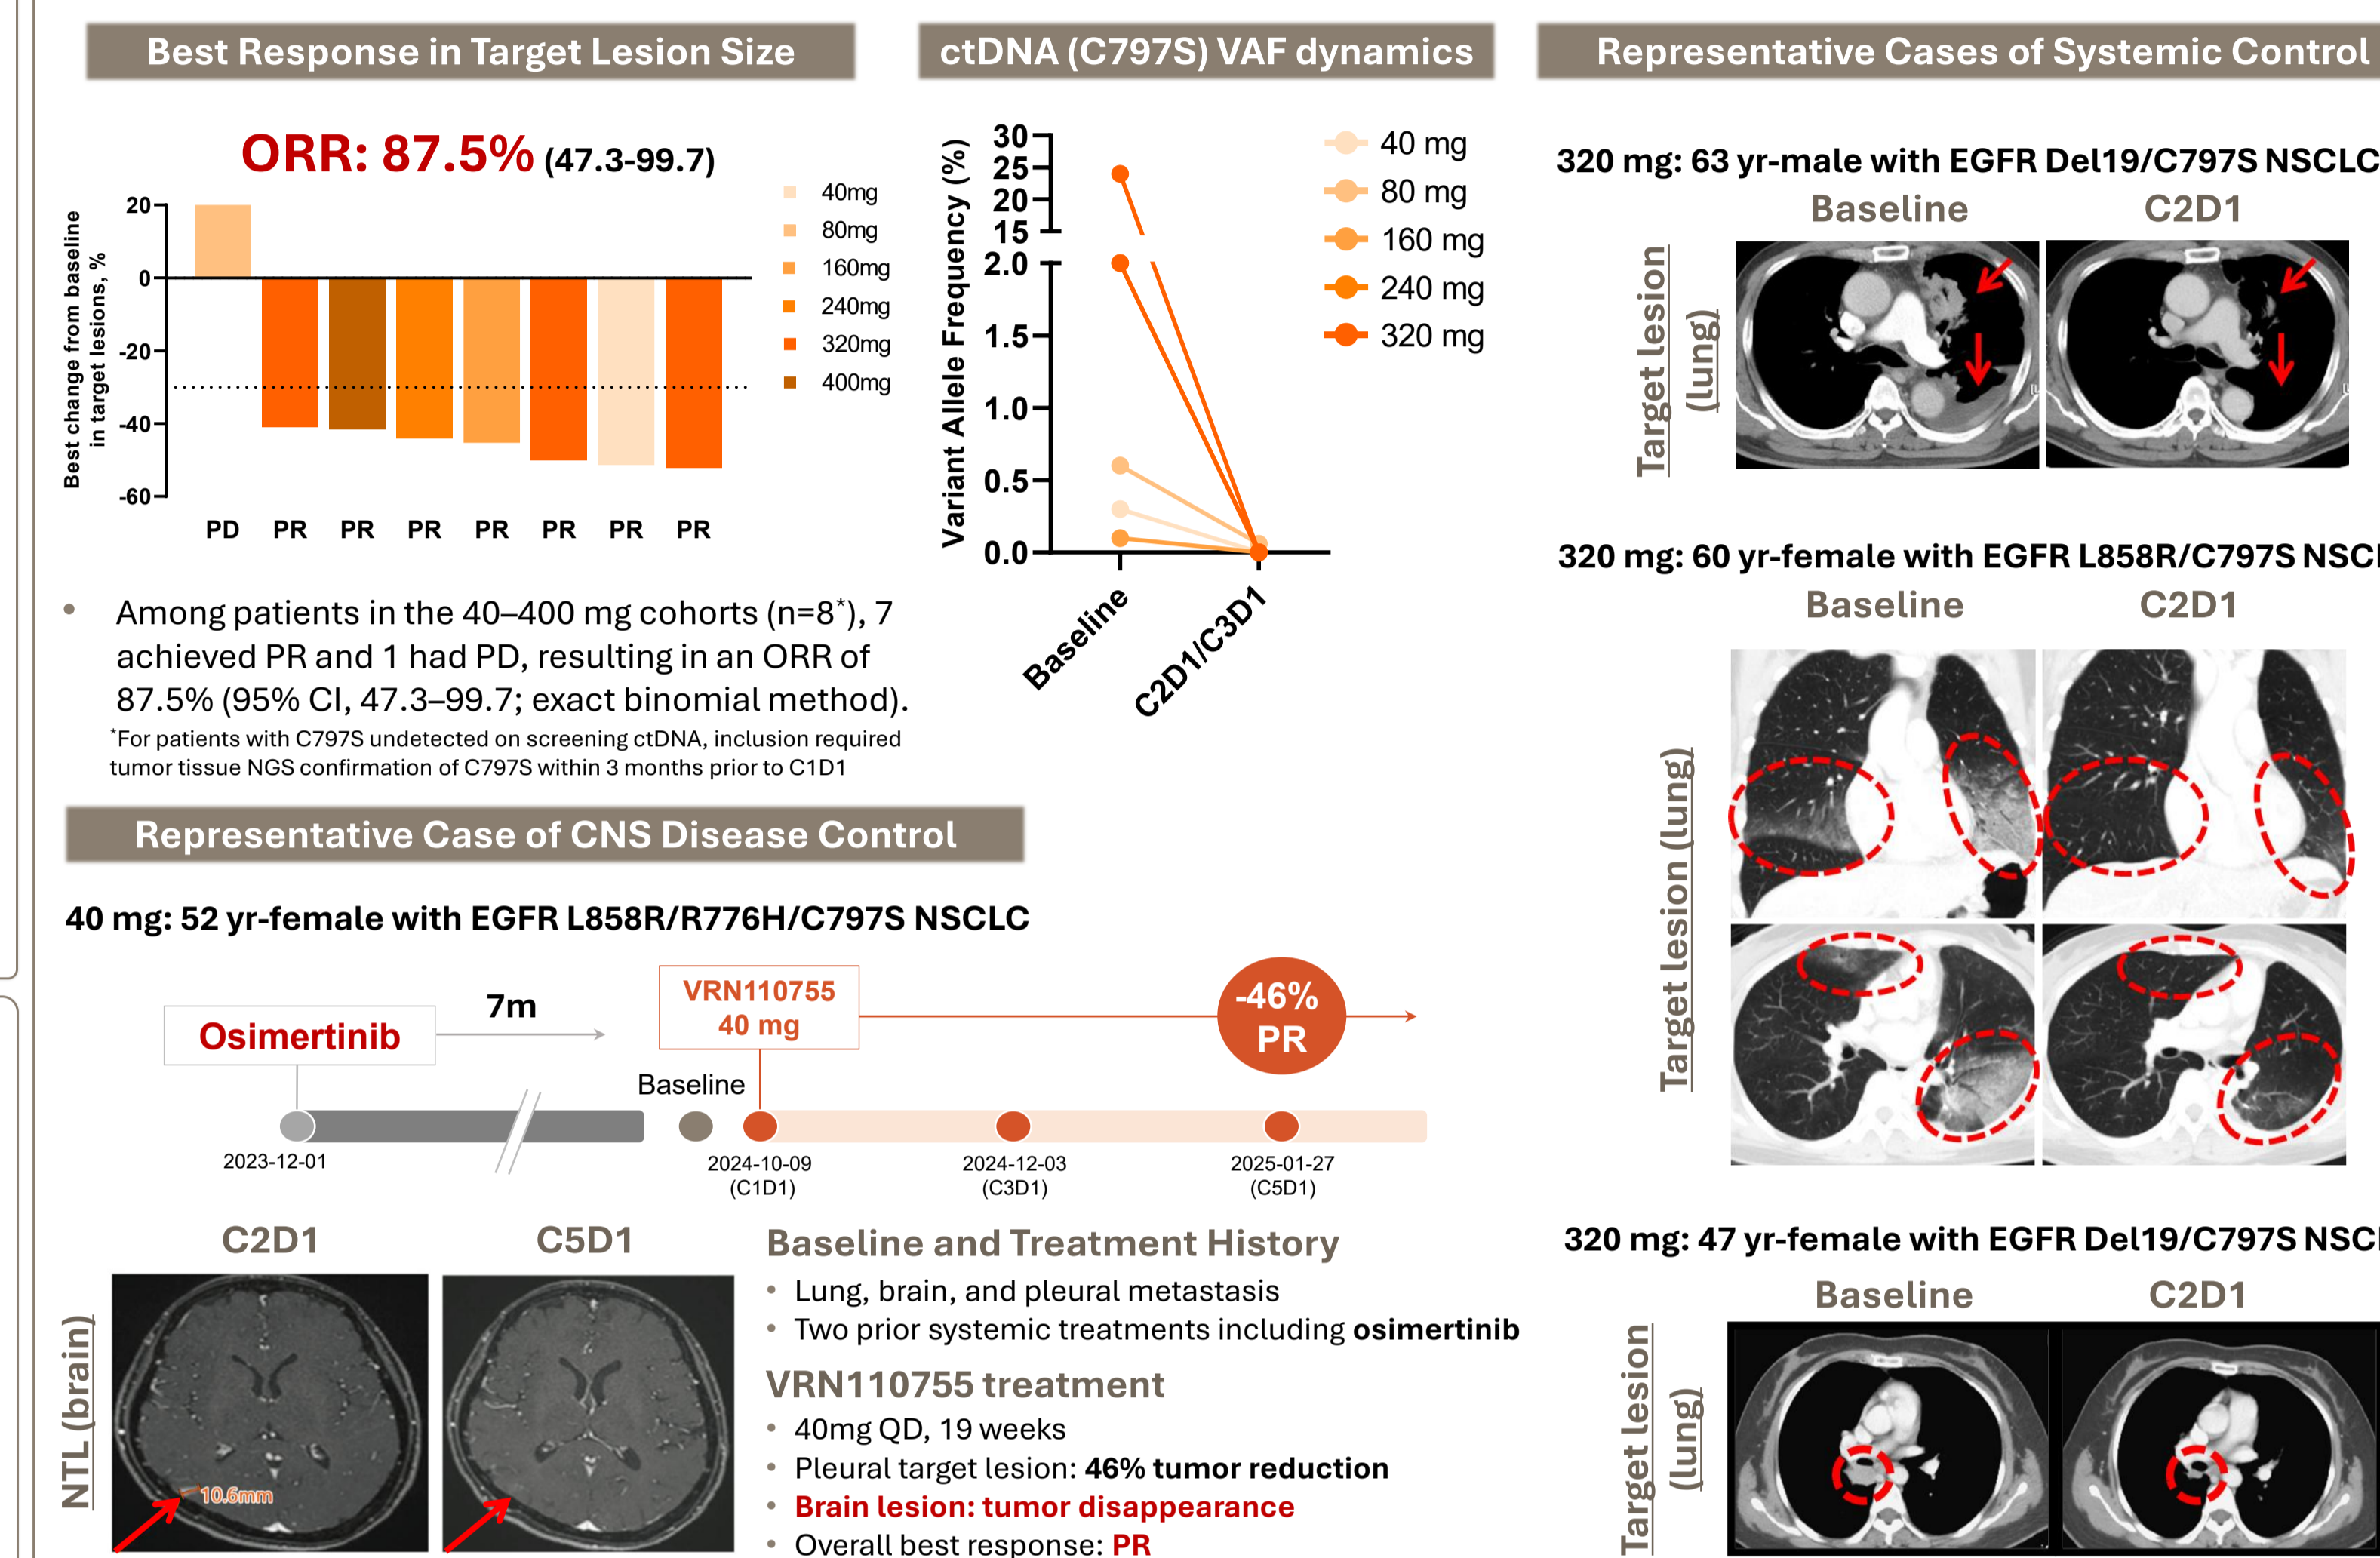 Best Response in Target Lesion Size
ORR: 87.5% (47.3-99.7)
Best change from baseline
in target lesions, %
20
0
-20
-40
-60
PD PR PR PR PR PR PR PR
40mg
80mg
160mg
240mg
320mg
400mg
• Among patients in the 40–400 mg cohorts (n=8*), 7
achieved PR and 1 had PD, resulting in an ORR of
87.5% (95% CI, 47.3–99.7; exact binomial method).
*For patients with C797S undetected on screening ctDNA, inclusion required
tumor tissue NGS confirmation of C797S within 3 months prior to C1D1
ctDNA (C797S) VAF dynamics
Variant Allele Frequency (%)
30
25
20
15
2.0
1.5
1.0
0.5
0.0
Baseline
C2D1/C3D1
40 mg
80 mg
160 mg
240 mg
320 mg
Representative Case of CNS Disease Control
40 mg: 52 yr-female with EGFR L858R/R776H/C797S NSCLC
Osimertinib
7m
VRN110755
40 mg
-46%
PR
Baseline
2023-12-01
2024-10-09
(C1D1)
2024-12-03
(C3D1)
2025-01-27
(C5D1)
C2D1
C5D1
NTL (brain)
10.6mm
Baseline and Treatment History
• Lung, brain, and pleural metastasis
• Two prior systemic treatments including osimertinib
VRN110755 treatment
• 40mg QD, 19 weeks
• Pleural target lesion: 46% tumor reduction
• Brain lesion: tumor disappearance
• Overall best response: PR
Representative Cases of Systemic Control
320 mg: 63 yr-male with EGFR Del19/C797S NSCLC
Baseline
C2D1
Target lesion
(lung)
320 mg: 60 yr-female with EGFR L858R/C797S NSCL
Baseline
C2D1
Target lesion (lung)
320 mg: 47 yr-female with EGFR Del19/C797S NSCL
Baseline
C2D1
Target lesion
(lung)